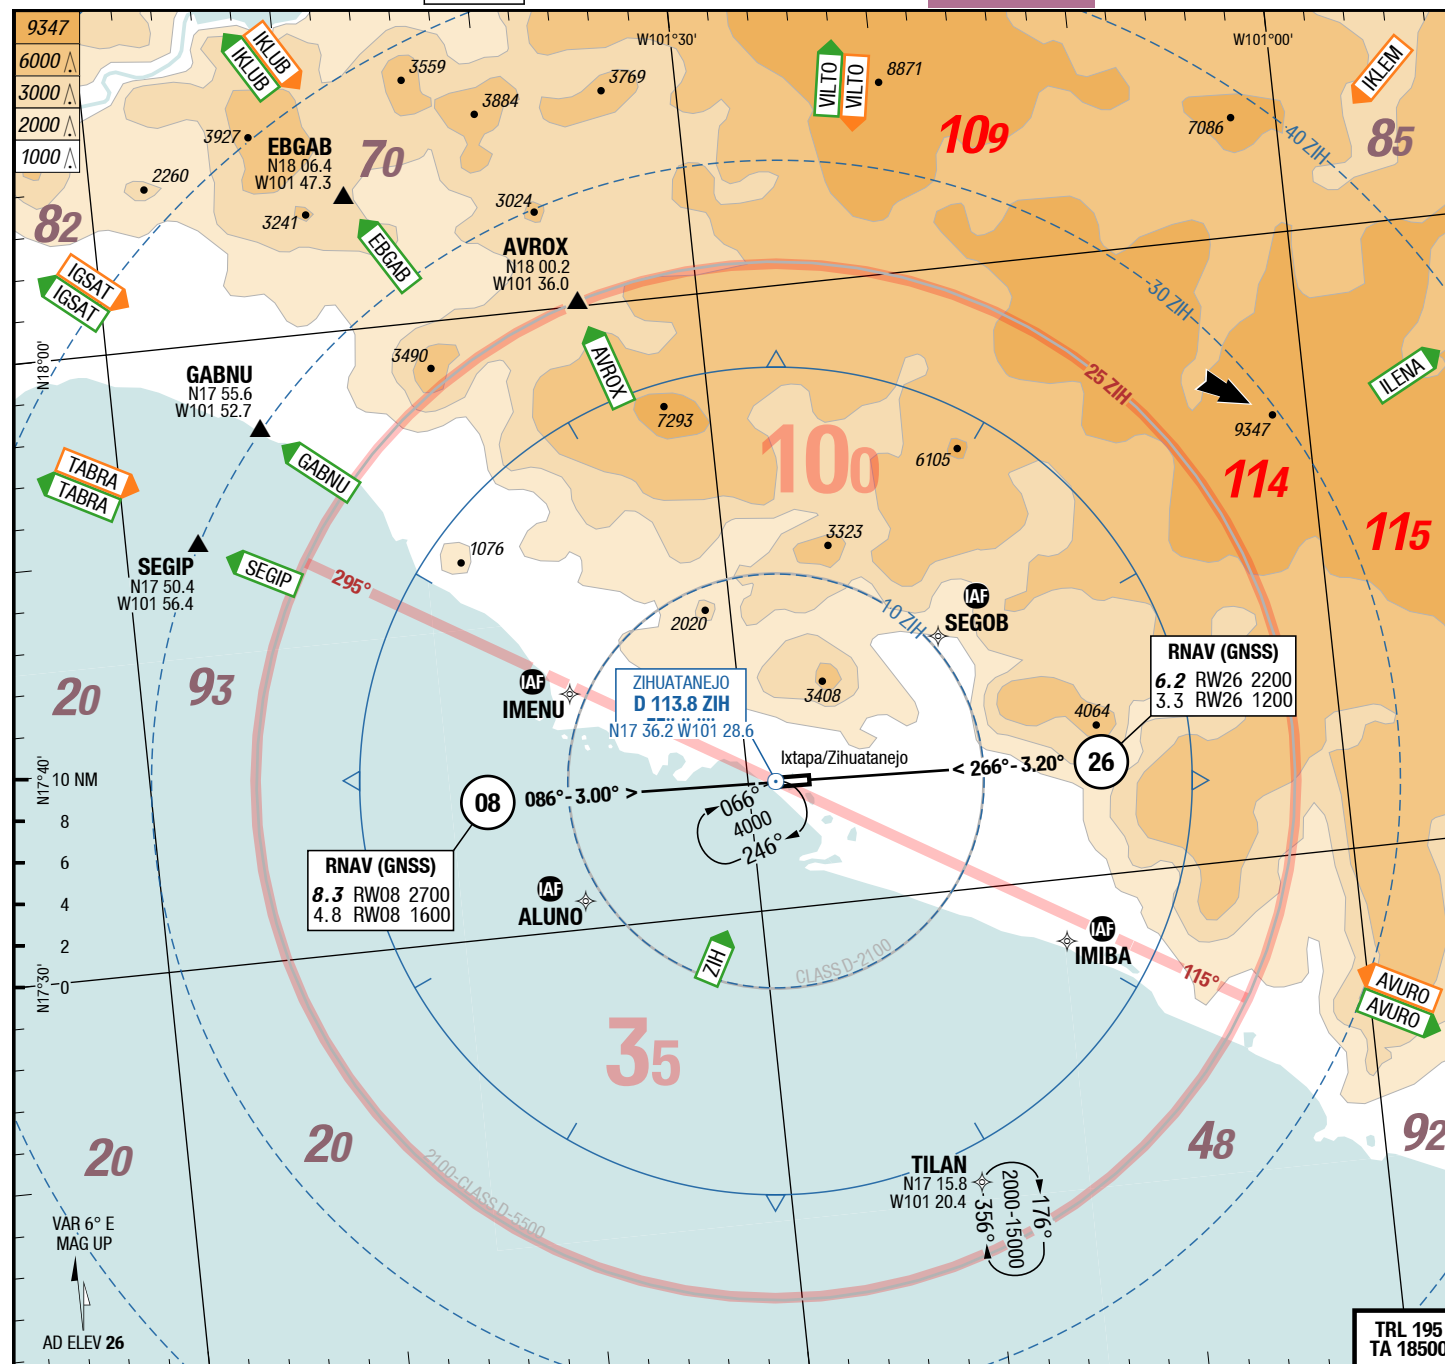 9347
6000
3000
2000
1000
IKLUB
IKLUB
3559
3769
3884
3927
EBGAB
N18 06.4
W101 47.3
70
2260
3241
82
3024
EBGAB
AVROX
N18 00.2
W101 36.0
W101°30'
VILTO
VILTO
8871
109
W101°00'
IKLEM
7086
40 ZIH
85
IGSAT
IGSAT
30 ZIH
N18°00'
3490
AVROX
25 ZIH
ILENA
GABNU
N17 55.6
W101 52.7
7293
9347
100
6105
114
GABNU
TABRA
TABRA
115
3323
1076
SEGIP
N17 50.4
W101 56.4
SEGIP
295°
10 ZIH
IAF
SEGOB
2020
RNAV (GNSS)
6.2 RW26 2200
3.3 RW26 1200
20
93
IAF
IMENU
ZIHUATANEJO
D 113.8 ZIH
N17 36.2 W101 28.6
3408
4064
Ixtapa/Zihuatanejo
< 266°-3.20°
26
N17°40'
10 NM
8
6
4
2
0
08
086°-3.00° >
066°
4000
246°
RNAV (GNSS)
8.3 RW08 2700
4.8 RW08 1600
IAF
ALUNO
IAF
IMIBA
ZIH
CLASS D-2100
115°
N17°30'
AVURO
AVURO
35
20
20
48
92
2100-CLASS D-5500
TILAN
N17 15.8
W101 20.4
356°
2000-15000
176°
VAR 6° E
MAG UP
AD ELEV 26
TRL 195
TA 18500